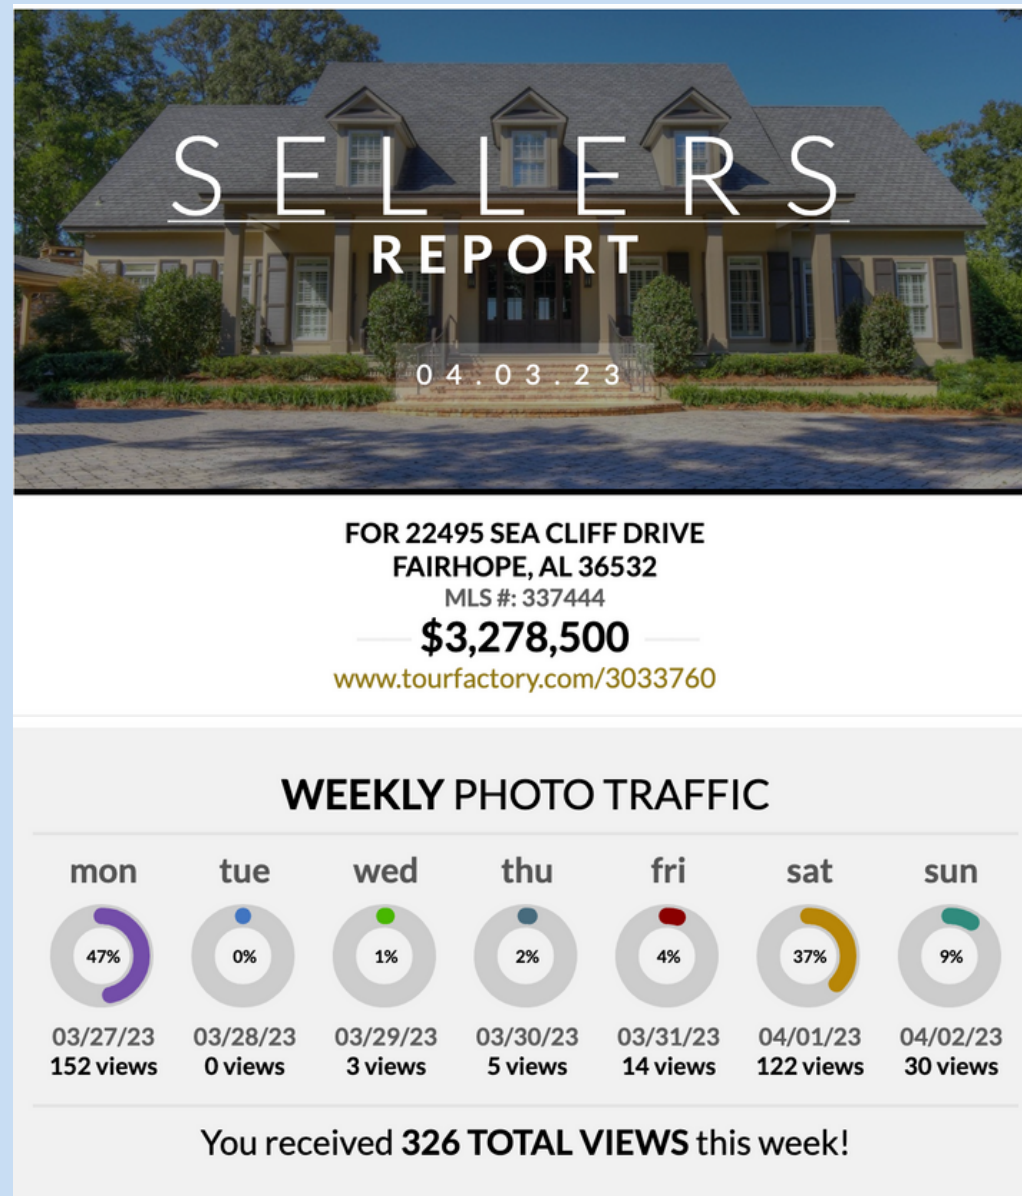 SELLERS
REPORT
04.03.23
FOR 22495 SEA CLIFF DRIVE
FAIRHOPE, AL 36532
MLS #: 337444
$3,278,500
www.tourfactory.com/3033760
WEEKLY PHOTO TRAFFIC
mon tue wed thu fri sat sun
47% 0% 1% 2% 4% 37% 9%
03/27/23 03/28/23 03/29/23 03/30/23 03/31/23 04/01/23 04/02/23
152 views 0 views 3 views 5 views 14 views 122 views 30 views
You received 326 TOTAL VIEWS this week!